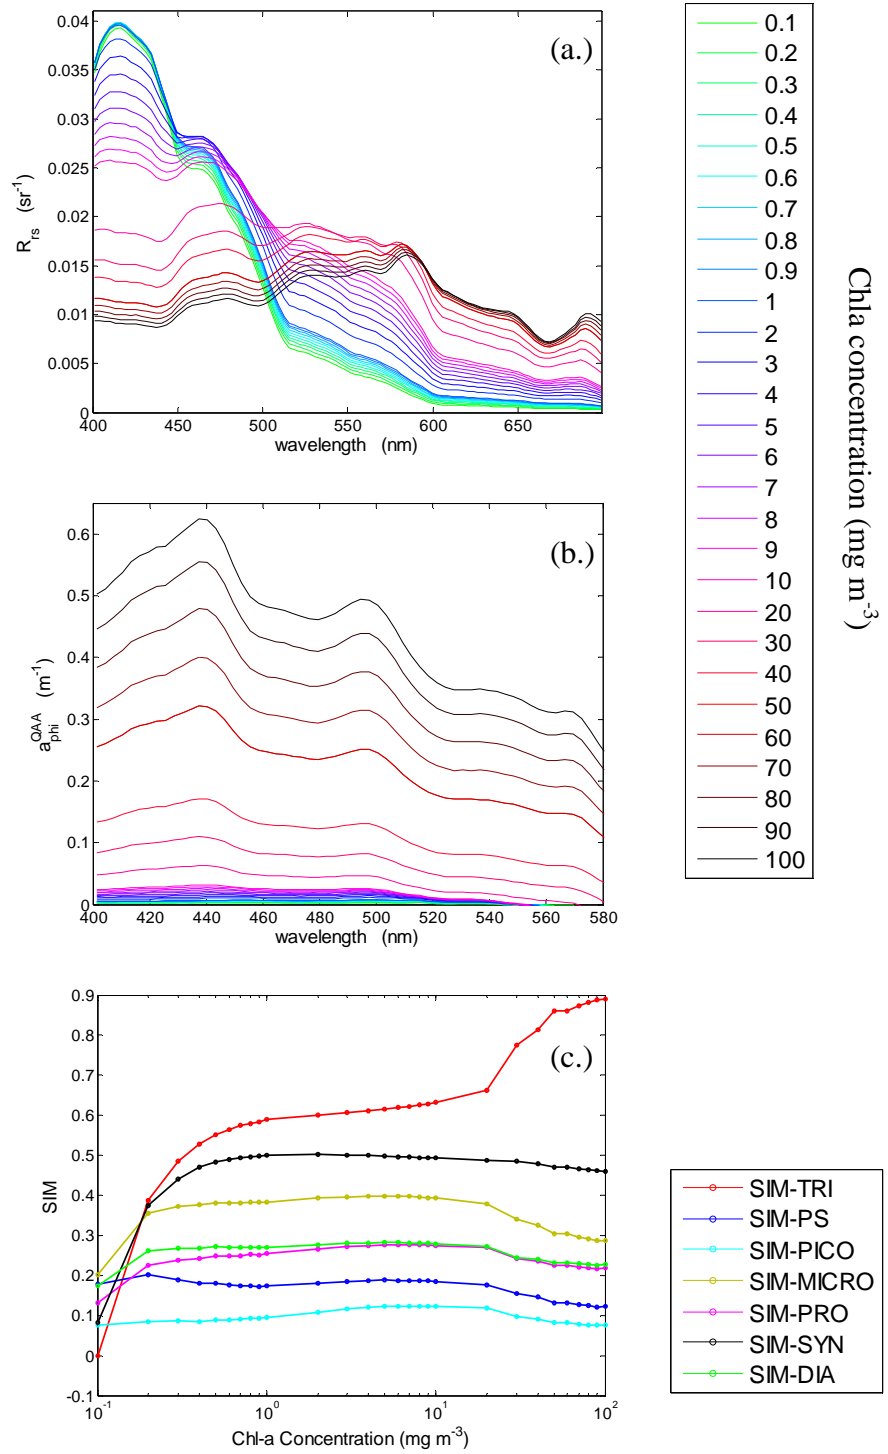 (a.)
0.04
0.035
0.03
0.025
0.02
0.015
0.01
0.005
0
R_rs (sr^-1)
400 450 500 550 600 650
wavelength (nm)
(b.)
0.6
0.5
0.4
0.3
0.2
0.1
0
a_phi^QAA (m^-1)
400 420 440 460 480 500 520 540 560 580
wavelength (nm)
(c.)
0.9
0.8
0.7
0.6
0.5
0.4
0.3
0.2
0.1
0
-0.1
SIM
10^-1 10^0 10^1 10^2
Chl-a Concentration (mg m^-3)
0.1
0.2
0.3
0.4
0.5
0.6
0.7
0.8
0.9
1
2
3
4
5
6
7
8
9
10
20
30
40
50
60
70
80
90
100
Chla concentration (mg m^-3)
SIM-TRI
SIM-PS
SIM-PICO
SIM-MICRO
SIM-PRO
SIM-SYN
SIM-DIA